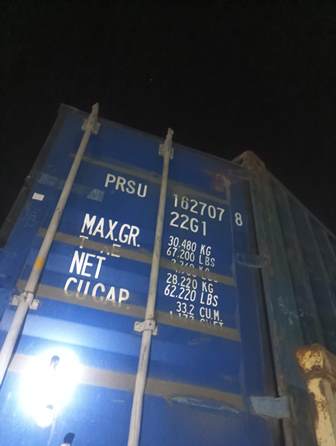 PRSU 162707 8
22G1
MAX.GR. 30.480 KG
67.200 LBS
NET 28.220 KG
62.220 LBS
CU.CAP. 33.2 CU.M.